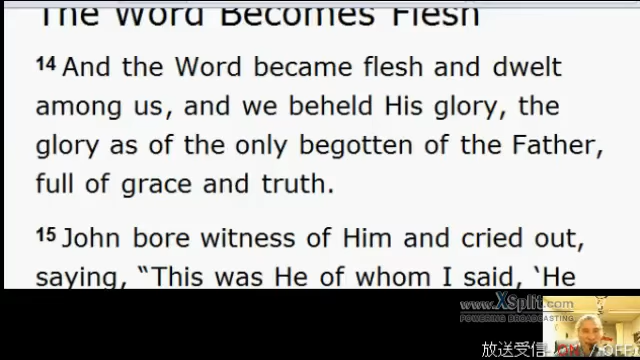 The Word Becomes Flesh
14 And the Word became flesh and dwelt
among us, and we beheld His glory, the
glory as of the only begotten of the Father,
full of grace and truth.
15 John bore witness of Him and cried out,
saying, “This was He of whom I said, ‘He
www.XSplit.com
POWERING BROADCASTING
放送受信 ON / OFF